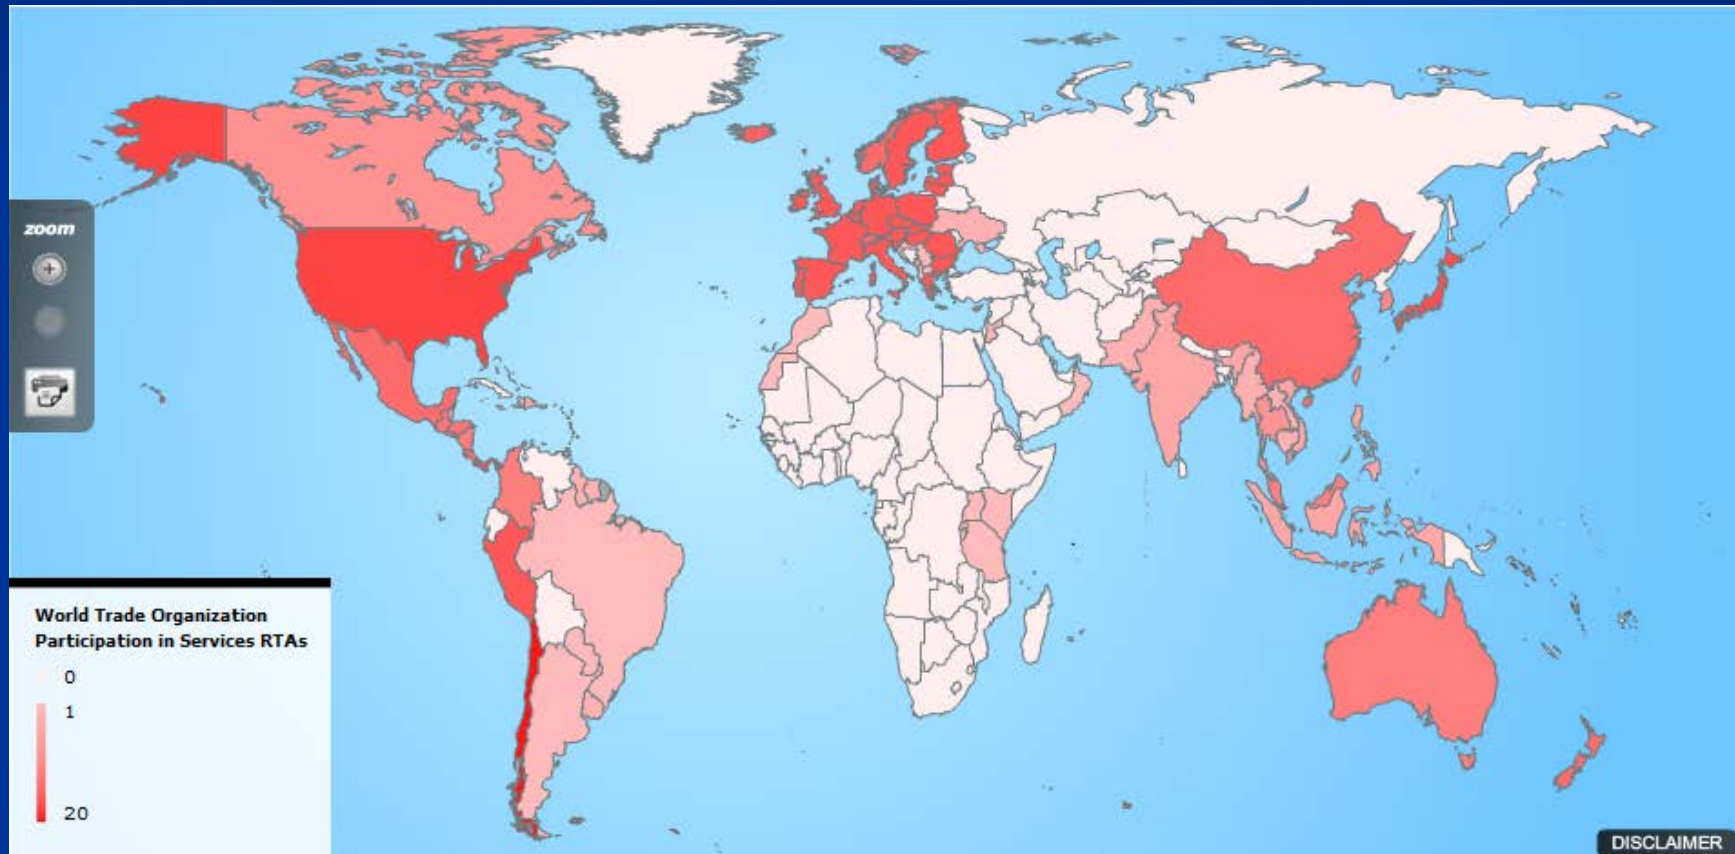 zoom
World Trade Organization
Participation in Services RTAs
0
1
20
DISCLAIMER